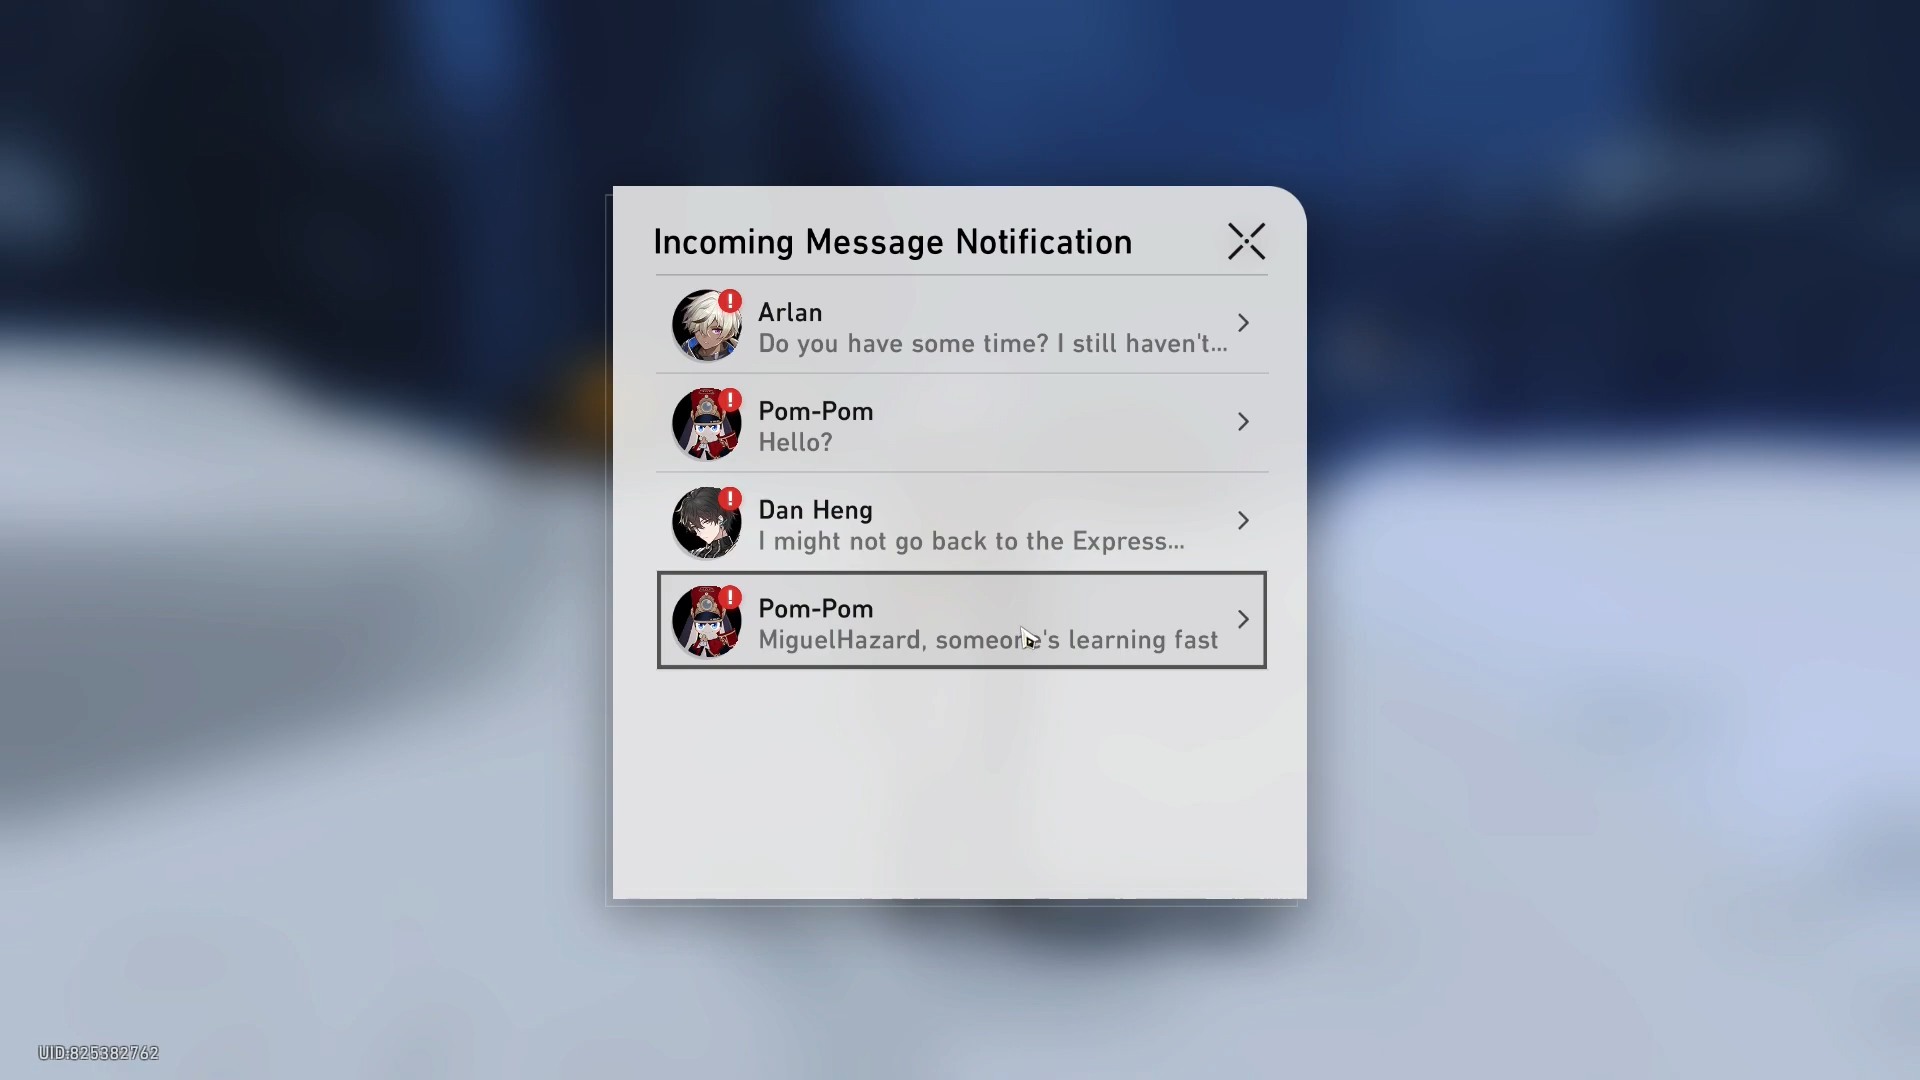 Incoming Message Notification
Arlan
Do you have some time? I still haven't...
Pom-Pom
Hello?
Dan Heng
I might not go back to the Express...
Pom-Pom
MiguelHazard, someone's learning fast
UID:825382762